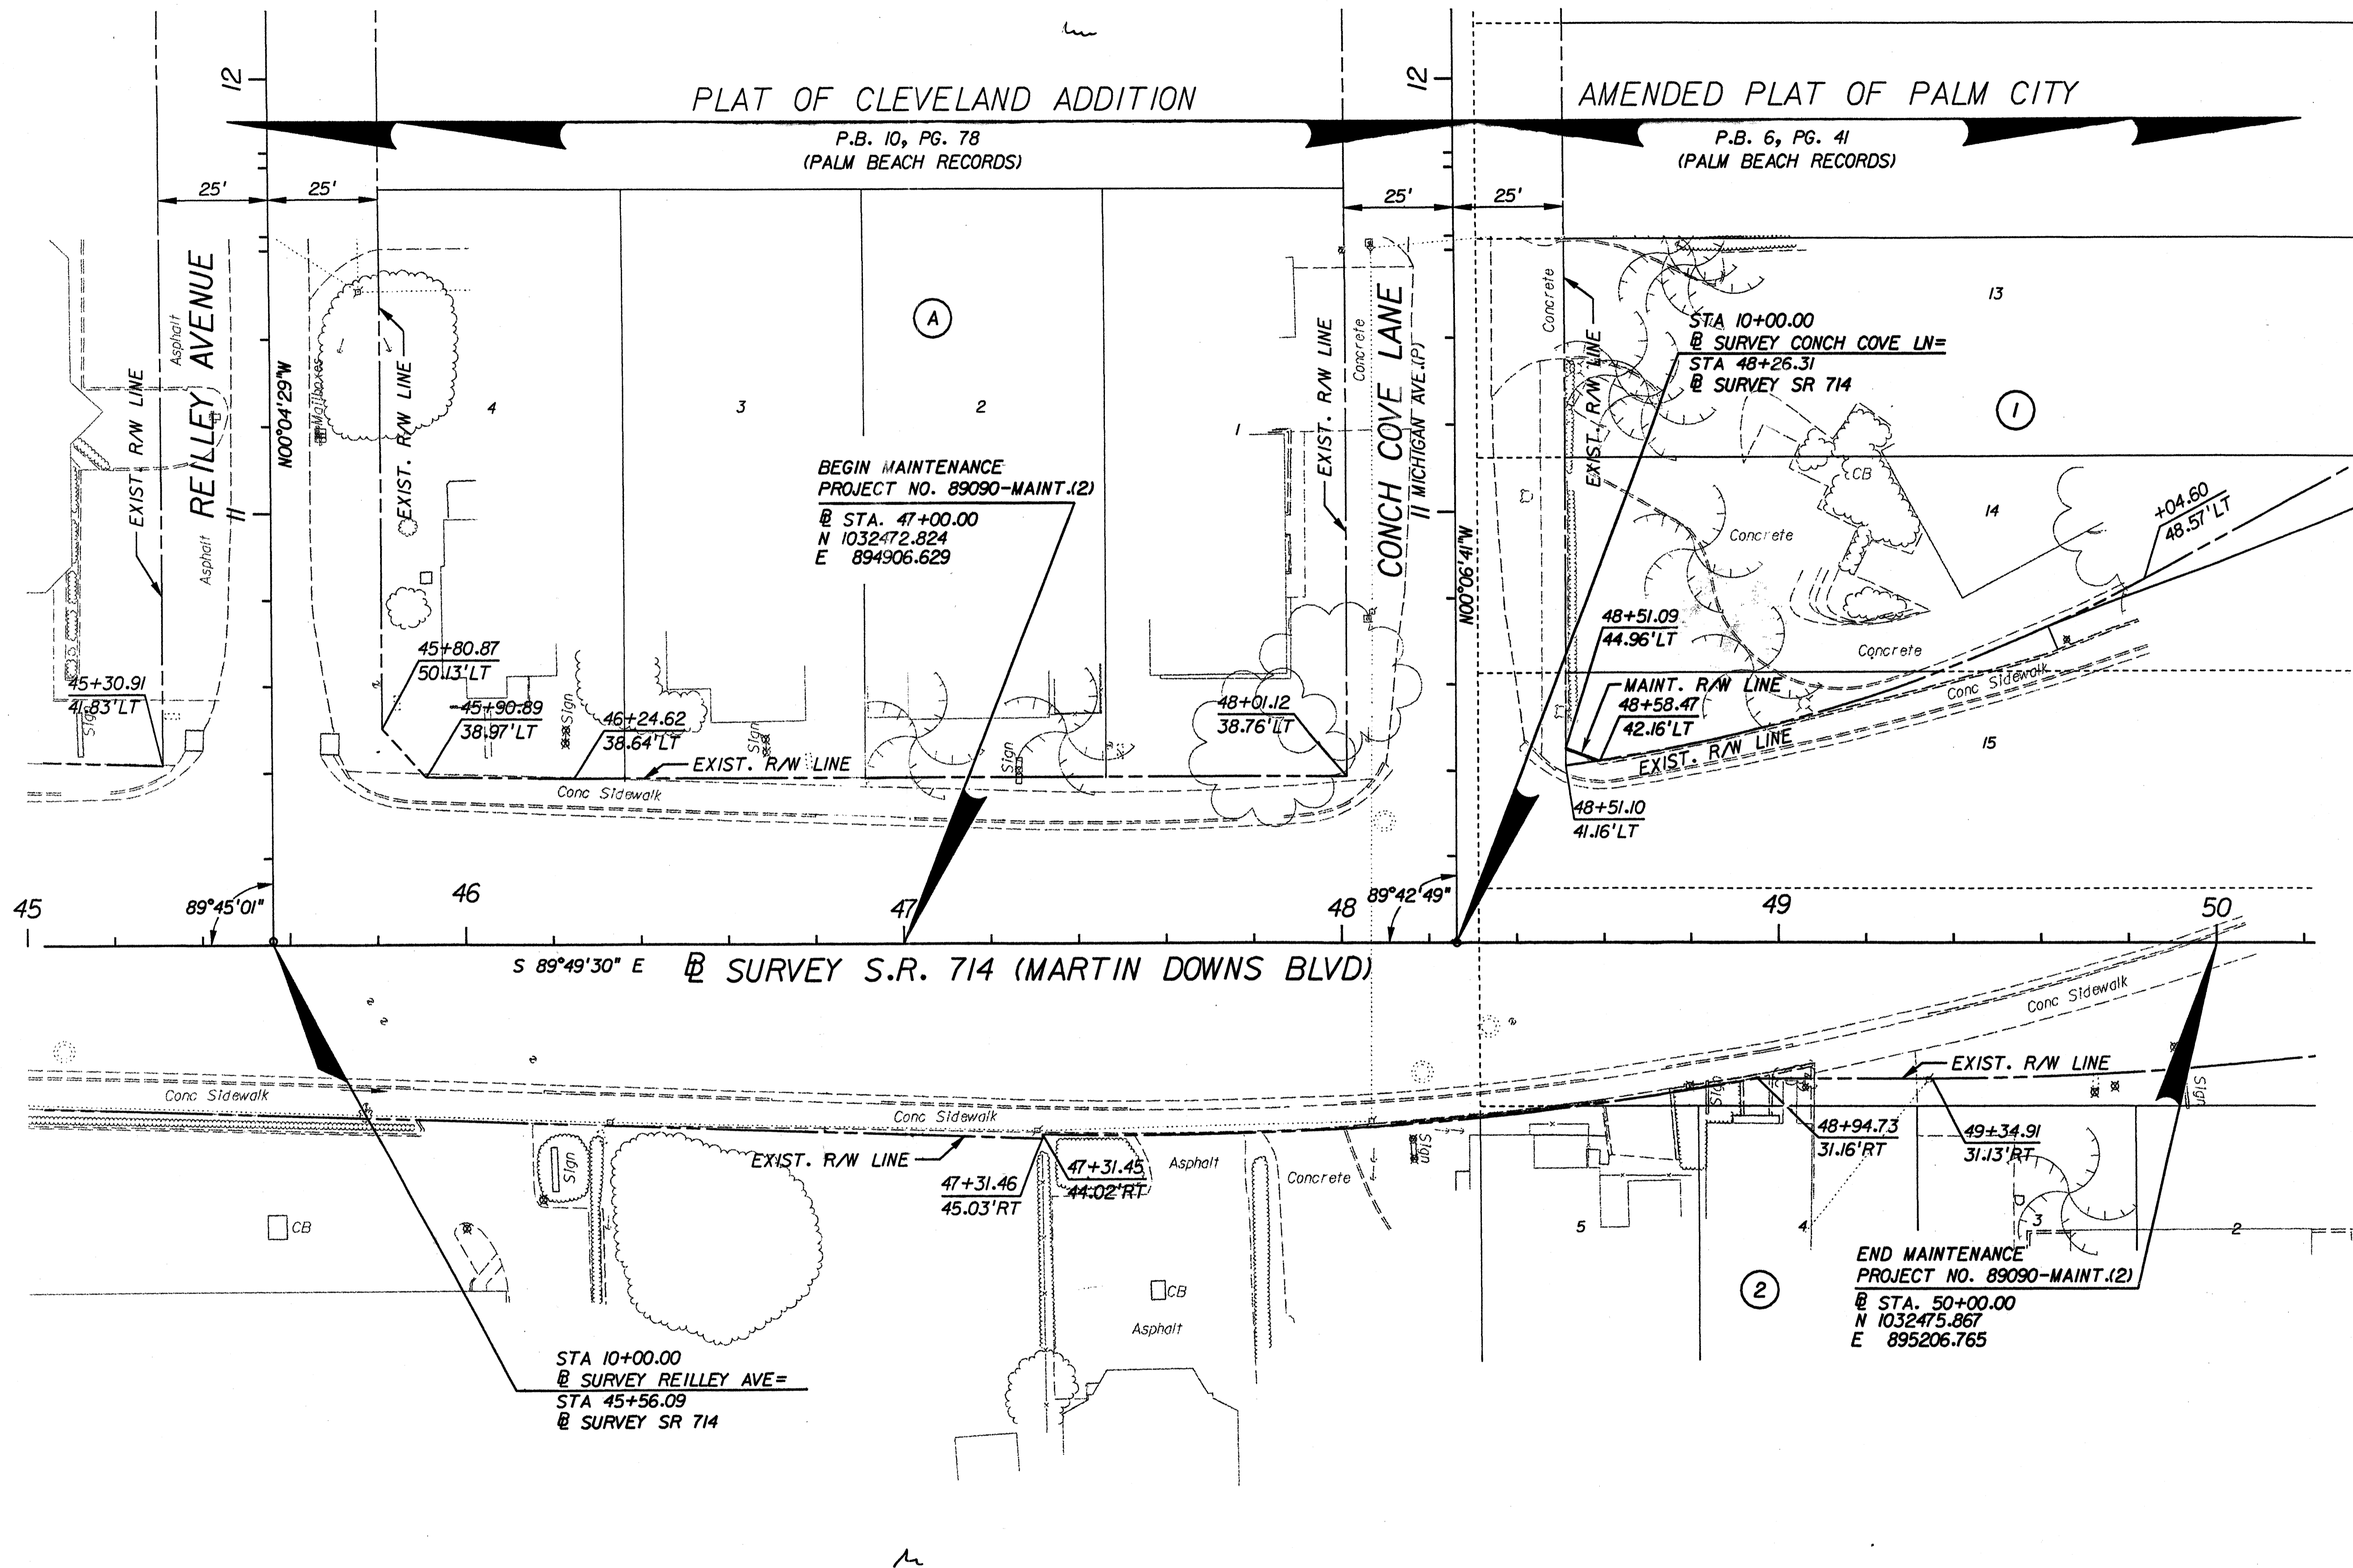 PLAT OF CLEVELAND ADDITION
P.B. 10, PG. 78
(PALM BEACH RECORDS)
AMENDED PLAT OF PALM CITY
P.B. 6, PG. 41
(PALM BEACH RECORDS)
12
12
25'
25'
25'
25'
REILLEY AVENUE
Asphalt
Asphalt
EXIST. R/W LINE
N00°04'29"W
11
Mailboxes
EXIST. R/W LINE
A
4
3
2
1
EXIST. R/W LINE
Concrete
CONCH COVE LANE
MICHIGAN AVE.(P)
11
N00°06'41"W
Concrete
EXIST. R/W LINE
13
STA 10+00.00
BL SURVEY CONCH COVE LN=
STA 48+26.31
BL SURVEY SR 714
1
CB
14
Concrete
+04.60
48.57'LT
BEGIN MAINTENANCE
PROJECT NO. 89090-MAINT.(2)
BL STA. 47+00.00
N 1032472.824
E 894906.629
45+30.91
41.83'LT
Sign
45+80.87
50.13'LT
45+90.89
38.97'LT
Sign
46+24.62
38.64'LT
Sign
EXIST. R/W LINE
Sign
48+01.12
38.76'LT
Conc Sidewalk
48+51.09
44.96'LT
Concrete
MAINT. R/W LINE
48+58.47
42.16'LT
Conc Sidewalk
EXIST. R/W LINE
15
48+51.10
41.16'LT
45
89°45'01"
46
47
48
89°42'49"
49
50
S 89°49'30" E
BL SURVEY S.R. 714 (MARTIN DOWNS BLVD)
Conc Sidewalk
Conc Sidewalk
Conc Sidewalk
EXIST. R/W LINE
Sign
EXIST. R/W LINE
47+31.46
45.03'RT
47+31.45
44.02'RT
Asphalt
Concrete
Sign
Sign
48+94.73
31.16'RT
49+34.91
31.13'RT
Sign
CB
CB
Asphalt
5
4
3
2
2
END MAINTENANCE
PROJECT NO. 89090-MAINT.(2)
BL STA. 50+00.00
N 1032475.867
E 895206.765
STA 10+00.00
BL SURVEY REILLEY AVE=
STA 45+56.09
BL SURVEY SR 714